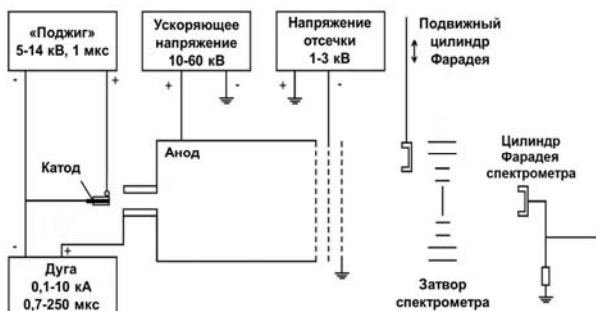 «Поджиг»
5-14 кВ, 1 мкс
Ускоряющее
напряжение
10-60 кВ
Напряжение
отсечки
1-3 кВ
Подвижный
цилиндр
Фарадея
-
+
+
-
+
-
Анод
Катод
Цилиндр
Фарадея
спектрометра
-
+
Дуга
0,1-10 кА
0,7-250 мкс
Затвор
спектрометра